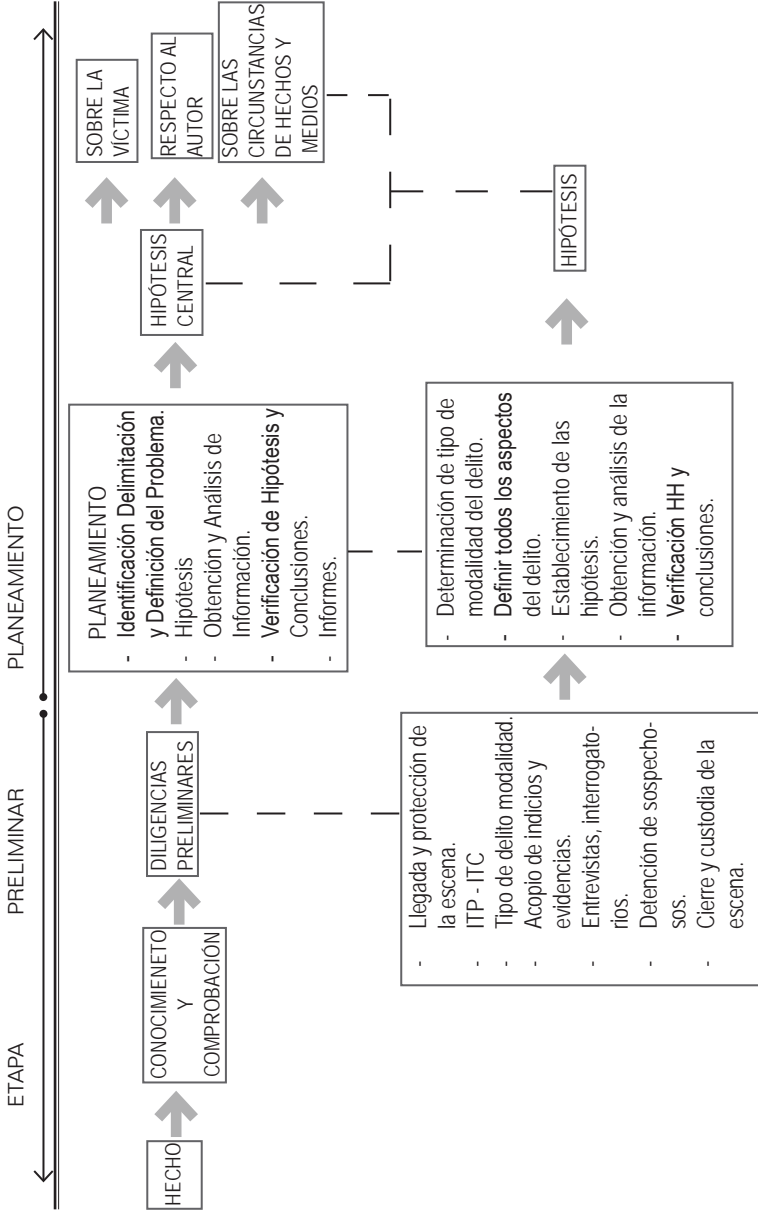 ETAPA
PRELIMINAR
PLANEAMIENTO
HECHO
CONOCIMIENETO
Y
COMPROBACIÓN
DILIGENCIAS
PRELIMINARES
PLANEAMIENTO
- Identificación Delimitación
y Definición del Problema.
- Hipótesis
- Obtención y Análisis de
Información.
- Verificación de Hipótesis y
Conclusiones.
- Informes.
HIPÓTESIS
CENTRAL
SOBRE LA
VÍCTIMA
RESPECTO AL
AUTOR
SOBRE LAS
CIRCUNSTANCIAS
DE HECHOS Y
MEDIOS
- Llegada y protección de
la escena.
- ITP - ITC
- Tipo de delito modalidad.
- Acopio de indicios y
evidencias.
- Entrevistas, interrogato-
rios.
- Detención de sospecho-
sos.
- Cierre y custodia de la
escena.
- Determinación de tipo de
modalidad del delito.
- Definir todos los aspectos
del delito.
- Establecimiento de las
hipótesis.
- Obtención y análisis de la
información.
- Verificación HH y
conclusiones.
HIPÓTESIS